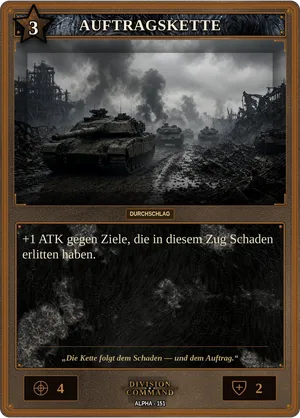 3
AUFTRAGSKETTE
DURCHSCHLAG
+1 ATK gegen Ziele, die in diesem Zug Schaden
erlitten haben.
„Die Kette folgt dem Schaden — und dem Auftrag.“
4
DIVISION
COMMAND
ALPHA · 151
2